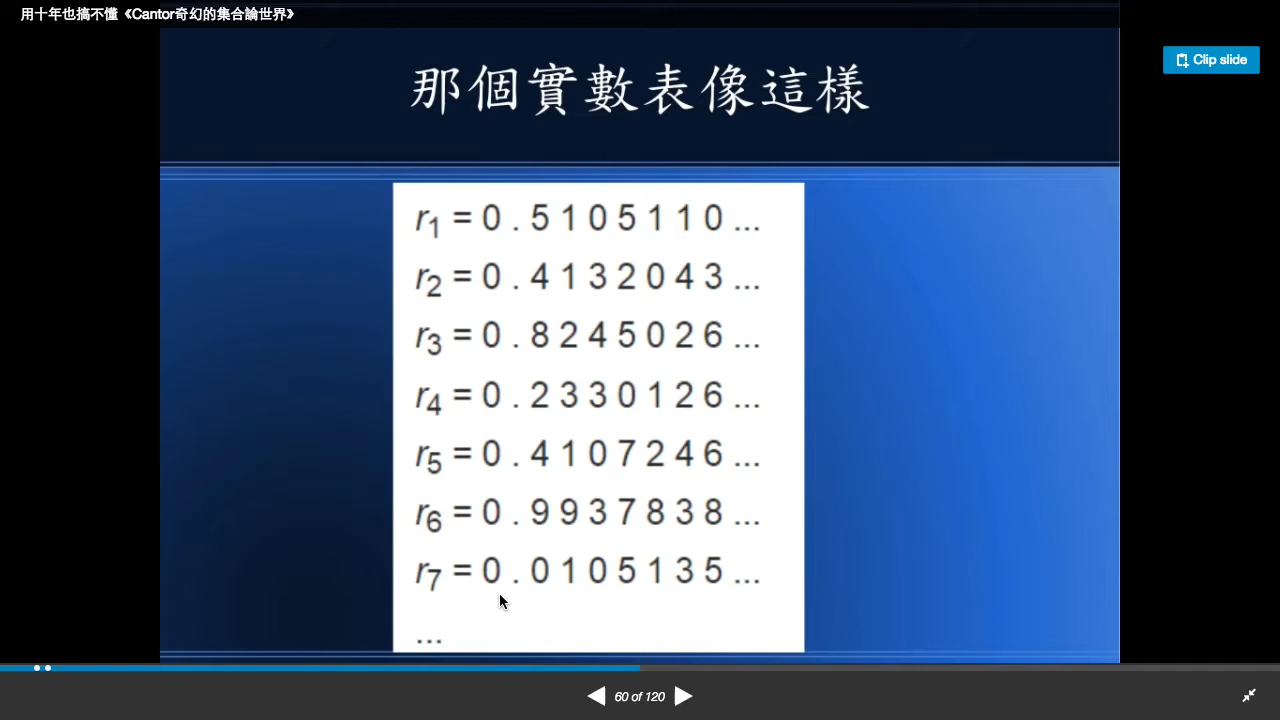 用十年也搞不懂《Cantor奇幻的集合論世界》
Clip slide
那個實數表像這樣
r1 = 0 . 5 1 0 5 1 1 0 ...
r2 = 0 . 4 1 3 2 0 4 3 ...
r3 = 0 . 8 2 4 5 0 2 6 ...
r4 = 0 . 2 3 3 0 1 2 6 ...
r5 = 0 . 4 1 0 7 2 4 6 ...
r6 = 0 . 9 9 3 7 8 3 8 ...
r7 = 0 . 0 1 0 5 1 3 5 ...
...
60 of 120